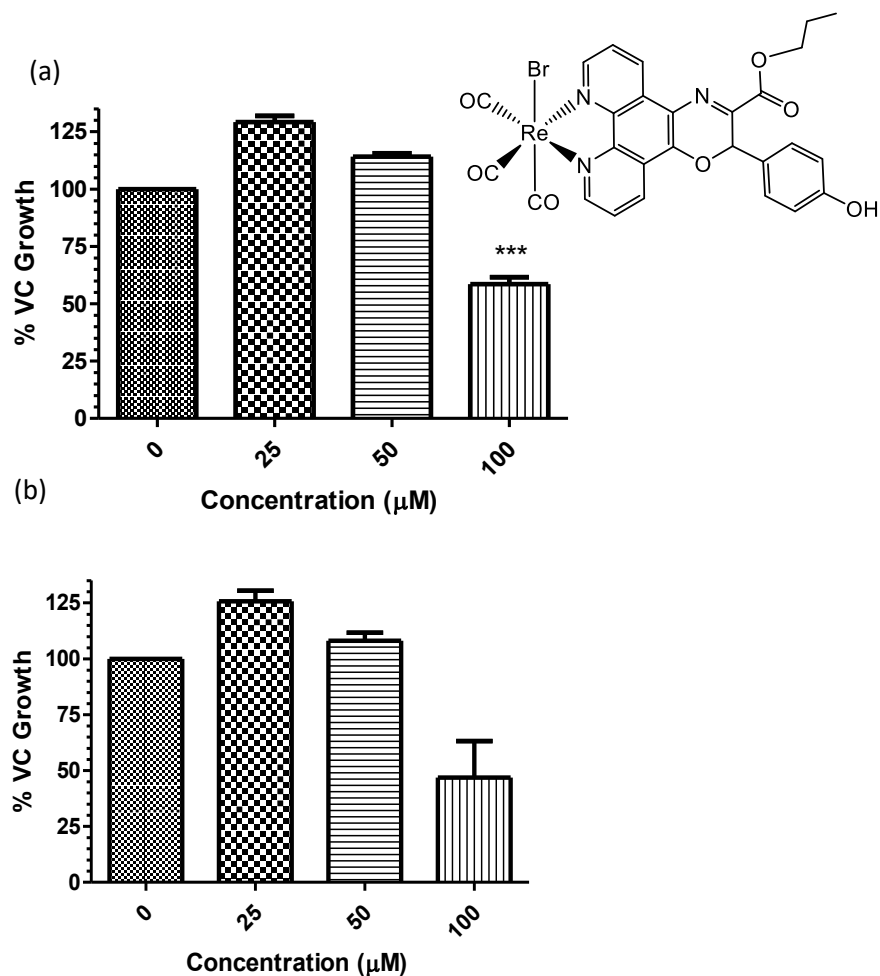 (a)
% VC Growth
125
100
75
50
25
0
***
0
25
50
100
Concentration (μM)
Br
OC
OC
CO
Re
N
N
N
O
O
O
OH
(b)
% VC Growth
125
100
75
50
25
0
0
25
50
100
Concentration (μM)